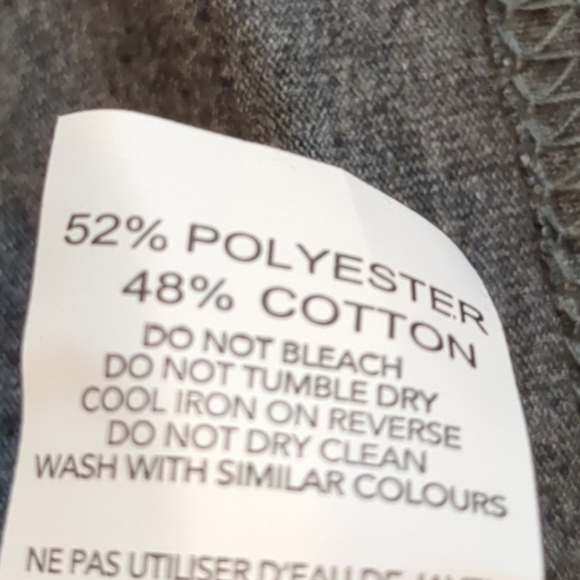 52% POLYESTER
48% COTTON
DO NOT BLEACH
DO NOT TUMBLE DRY
COOL IRON ON REVERSE
DO NOT DRY CLEAN
WASH WITH SIMILAR COLOURS
NE PAS UTILISER D'EAU DE